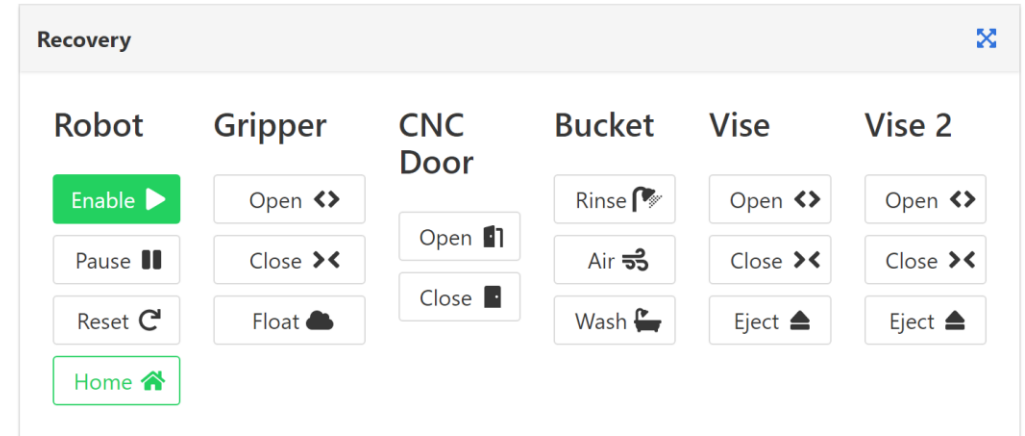 Recovery
Robot
Enable
Pause
Reset
Home
Gripper
Open
Close
Float
CNC
Door
Open
Close
Bucket
Rinse
Air
Wash
Vise
Open
Close
Eject
Vise 2
Open
Close
Eject